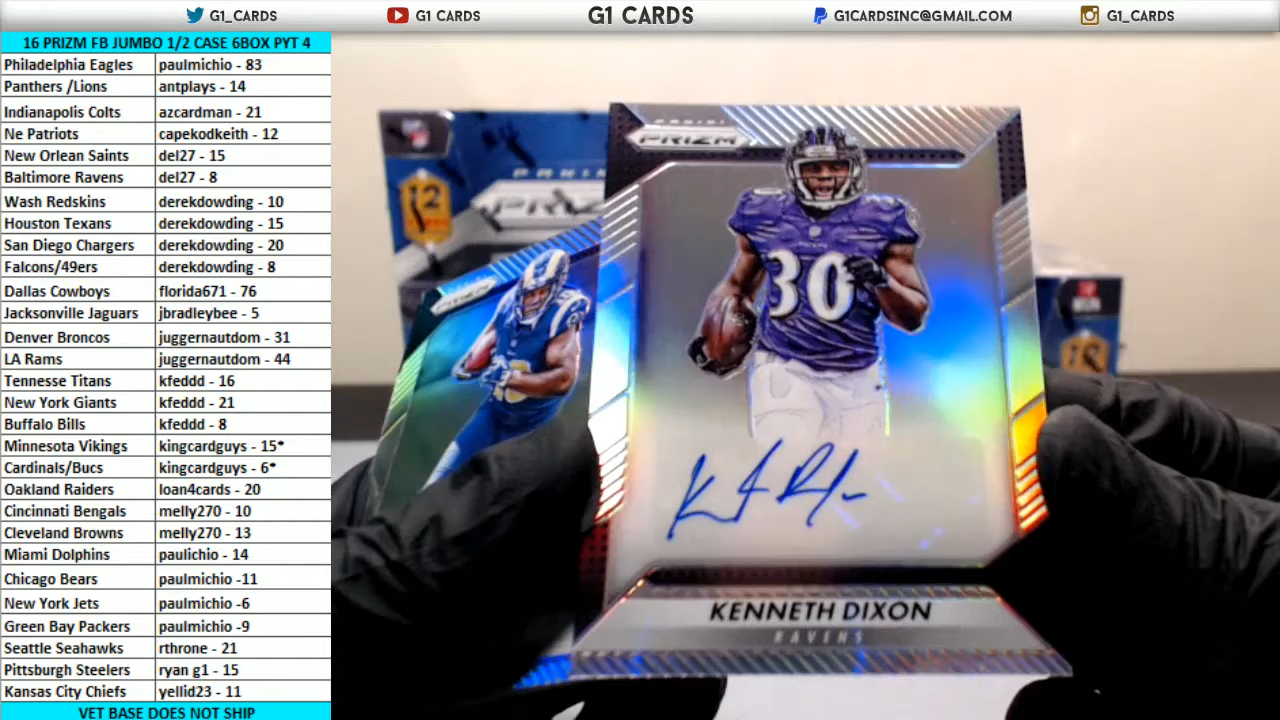 G1_CARDS
G1 CARDS
G1 CARDS
G1CARDSINC@GMAIL.COM
G1_CARDS
16 PRIZM FB JUMBO 1/2 CASE 6BOX PYT 4
Philadelphia Eagles paulmichio - 83
Panthers /Lions antplays - 14
Indianapolis Colts azcardman - 21
Ne Patriots capekodkeith - 12
New Orlean Saints del27 - 15
Baltimore Ravens del27 - 8
Wash Redskins derekdowding - 10
Houston Texans derekdowding - 15
San Diego Chargers derekdowding - 20
Falcons/49ers derekdowding - 8
Dallas Cowboys florida671 - 76
Jacksonville Jaguars jbradleybee - 5
Denver Broncos juggernautdom - 31
LA Rams juggernautdom - 44
Tennesse Titans kfeddd - 16
New York Giants kfeddd - 21
Buffalo Bills kfeddd - 8
Minnesota Vikings kingcardguys - 15*
Cardinals/Bucs kingcardguys - 6*
Oakland Raiders loan4cards - 20
Cincinnati Bengals melly270 - 10
Cleveland Browns melly270 - 13
Miami Dolphins paulichio - 14
Chicago Bears paulmichio -11
New York Jets paulmichio -6
Green Bay Packers paulmichio -9
Seattle Seahawks rthrone - 21
Pittsburgh Steelers ryan g1 - 15
Kansas City Chiefs yellid23 - 11
VET BASE DOES NOT SHIP
PANINI
PRIZM
30
KENNETH DIXON
RAVENS
12
PANINI
PRIZ
PRIZM